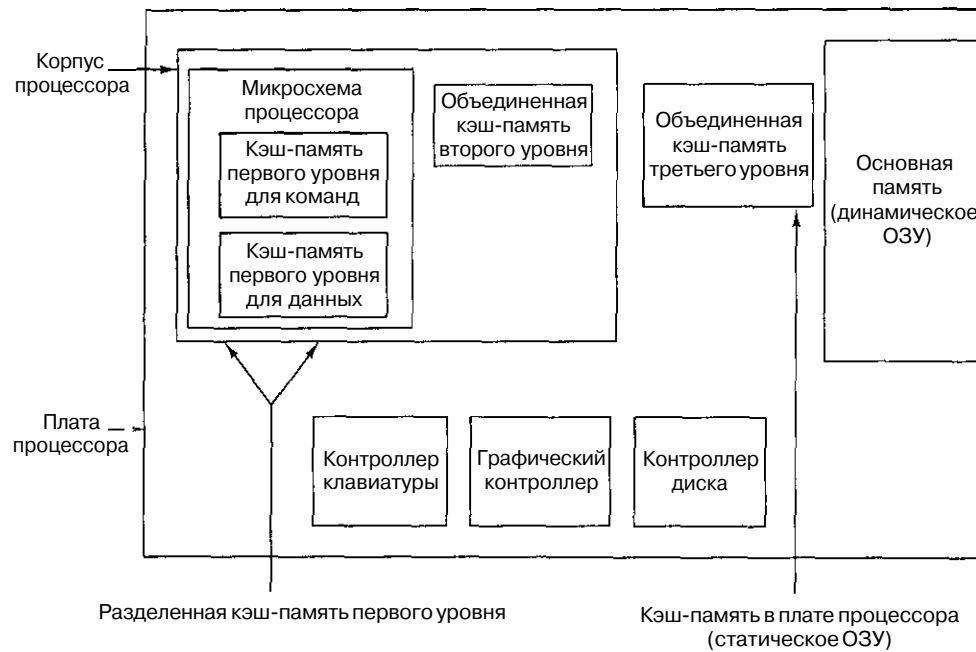 Корпус
процессора
Микросхема
процессора
Кэш-память
первого уровня
для команд
Кэш-память
первого уровня
для данных
Объединенная
кэш-память
второго уровня
Объединенная
кэш-память
третьего уровня
Основная
память
(динамическое
ОЗУ)
Плата
процессора
Контроллер
клавиатуры
Графический
контроллер
Контроллер
диска
Разделенная кэш-память первого уровня
Кэш-память в плате процессора
(статическое ОЗУ)